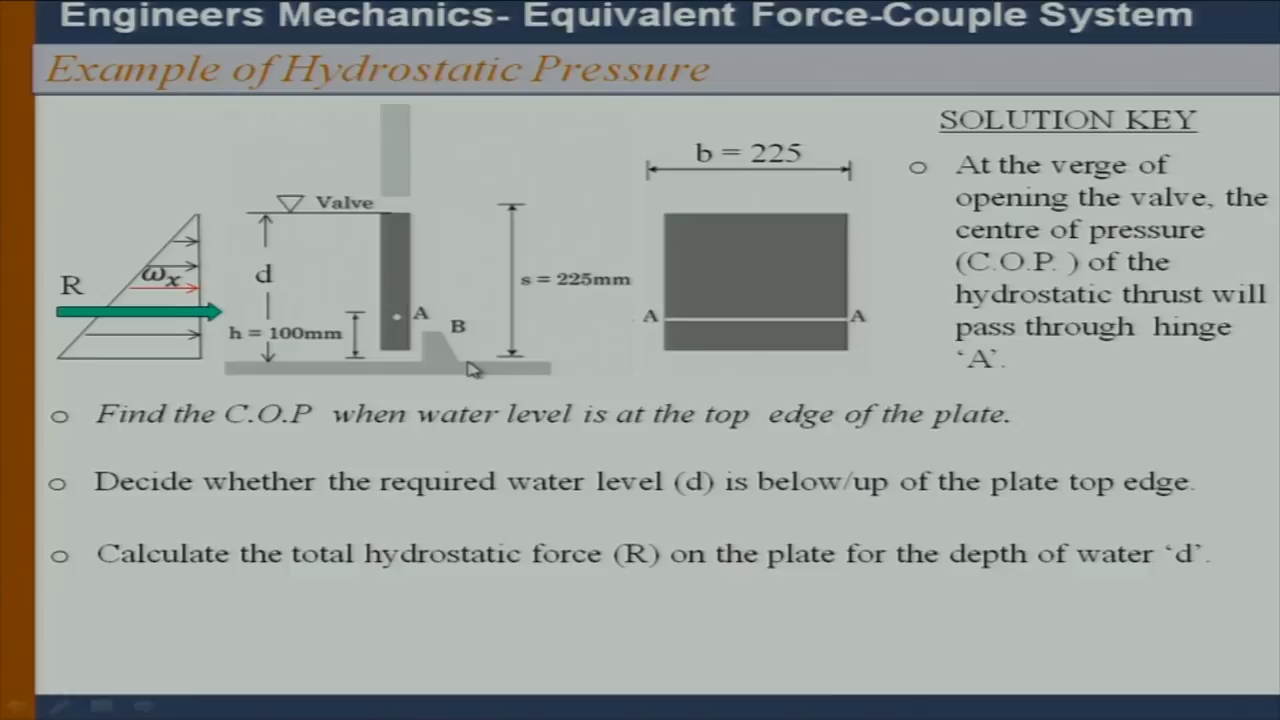 Engineers Mechanics- Equivalent Force-Couple System
Example of Hydrostatic Pressure
SOLUTION KEY
b = 225
o At the verge of
opening the valve, the
centre of pressure
(C.O.P. ) of the
hydrostatic thrust will
pass through hinge
‘A’.
Valve
ωx
R
d
s = 225mm
h = 100mm
A
B
A
A
o Find the C.O.P when water level is at the top edge of the plate.
o Decide whether the required water level (d) is below/up of the plate top edge.
o Calculate the total hydrostatic force (R) on the plate for the depth of water ‘d’.